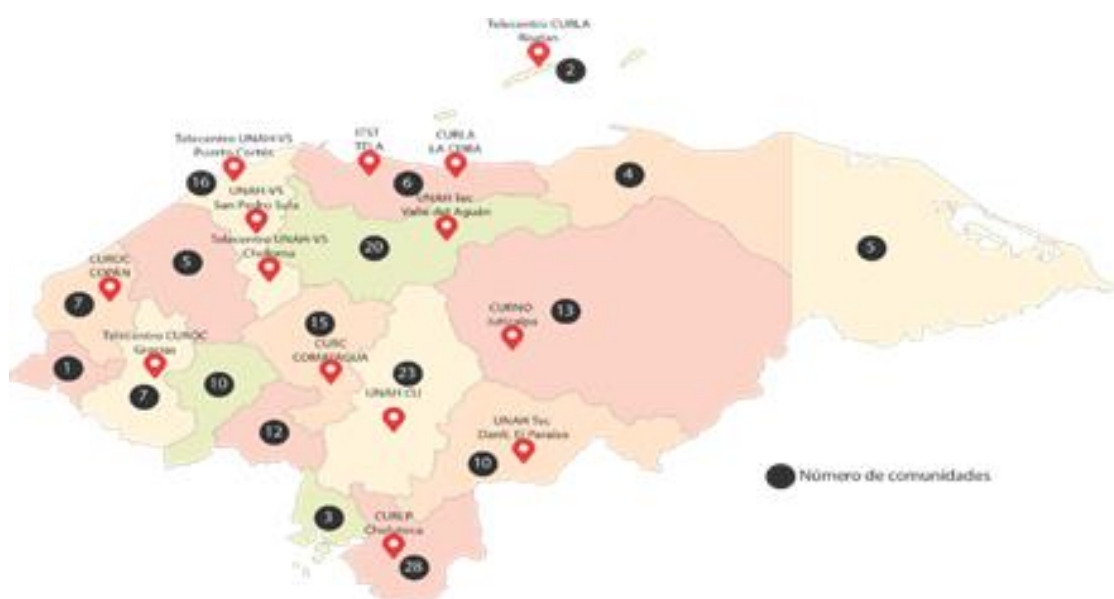 Telecentro CURLA
Roatan
2
Telecentro UNAH-VS
Puerto Cortés
ITST
TELA
CURLA
LA CEIBA
16
6
4
UNAH-VS
San Pedro Sula
UNAH Tec
Valle del Aguán
Telecentro UNAH-VS
Choloma
20
5
5
CUROC
COPÁN
7
15
CURNO
Juticalpa
13
Telecentro CUROC
Gracias
CURC
COMAYAGUA
1
7
10
23
UNAH CU
12
UNAH Tec
Danlí, El Paraíso
10
Número de comunidades
3
CURLP
Choluteca
28